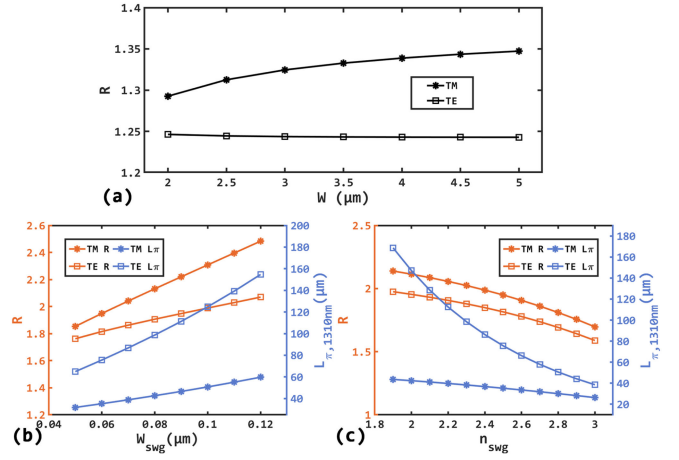 1.4
1.35
1.3
1.25
1.2
R
TM
TE
2 2.5 3 3.5 4 4.5 5
W (μm)
(a)
2.6
2.4
2.2
2
1.8
1.6
1.4
1.2
R
TM R TM Lπ
TE R TE Lπ
200
180
160
140
120
100
80
60
40
Lπ,1310nm(μm)
0.04 0.06 0.08 0.1 0.12
Wswg(μm)
(b)
2.5
2
1.5
1
R
TM R TM Lπ
TE R TE Lπ
180
160
140
120
100
80
60
40
20
Lπ,1310nm(μm)
1.8 2 2.2 2.4 2.6 2.8 3
nswg
(c)